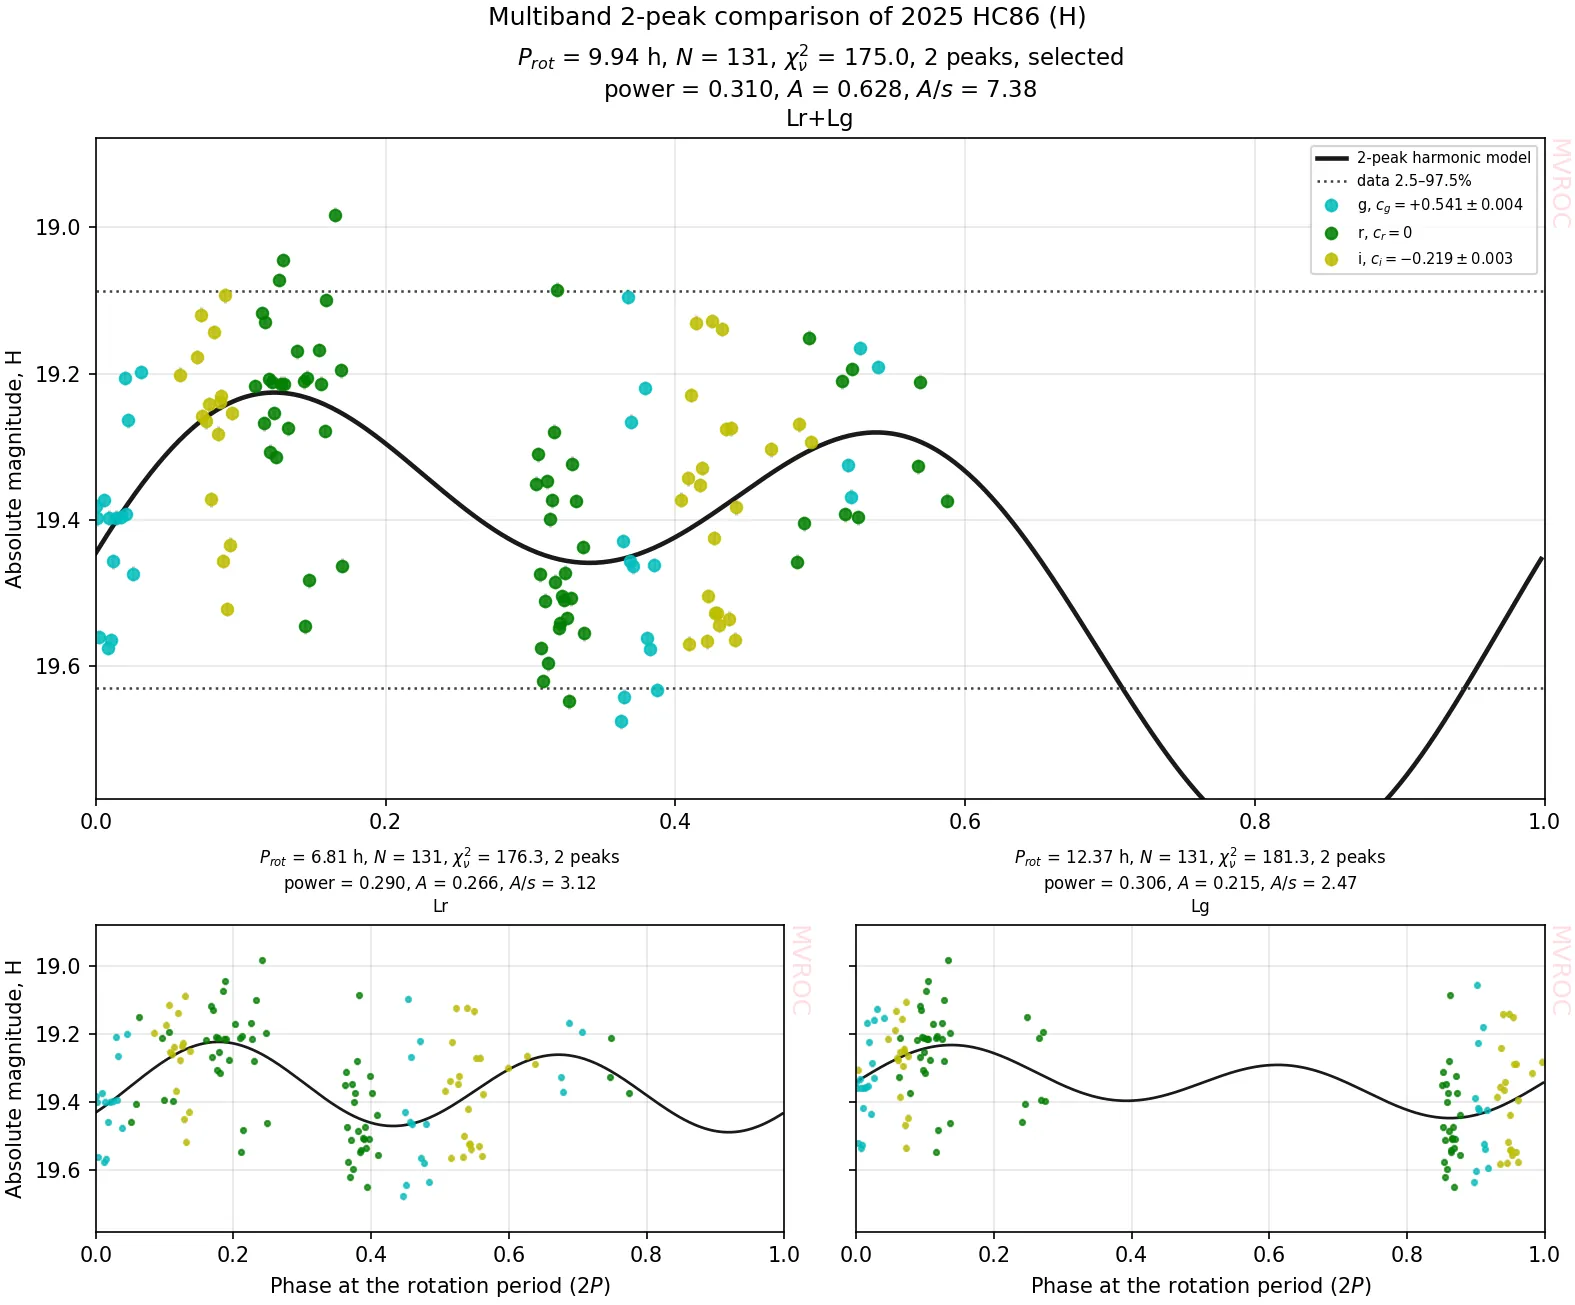 Multiband 2-peak comparison of 2025 HC86 (H)
P_rot = 9.94 h, N = 131, χ²_ν = 175.0, 2 peaks, selected
power = 0.310, A = 0.628, A/s = 7.38
Lr+Lg
2-peak harmonic model
data 2.5–97.5%
g, c_g = +0.541 ± 0.004
r, c_r = 0
i, c_i = −0.219 ± 0.003
MVROC
Absolute magnitude, H
19.0
19.2
19.4
19.6
0.0 0.2 0.4 0.6 0.8 1.0
P_rot = 6.81 h, N = 131, χ²_ν = 176.3, 2 peaks
power = 0.290, A = 0.266, A/s = 3.12
Lr
MVROC
Absolute magnitude, H
19.0
19.2
19.4
19.6
0.0 0.2 0.4 0.6 0.8 1.0
Phase at the rotation period (2P)
P_rot = 12.37 h, N = 131, χ²_ν = 181.3, 2 peaks
power = 0.306, A = 0.215, A/s = 2.47
Lg
MVROC
0.0 0.2 0.4 0.6 0.8 1.0
Phase at the rotation period (2P)